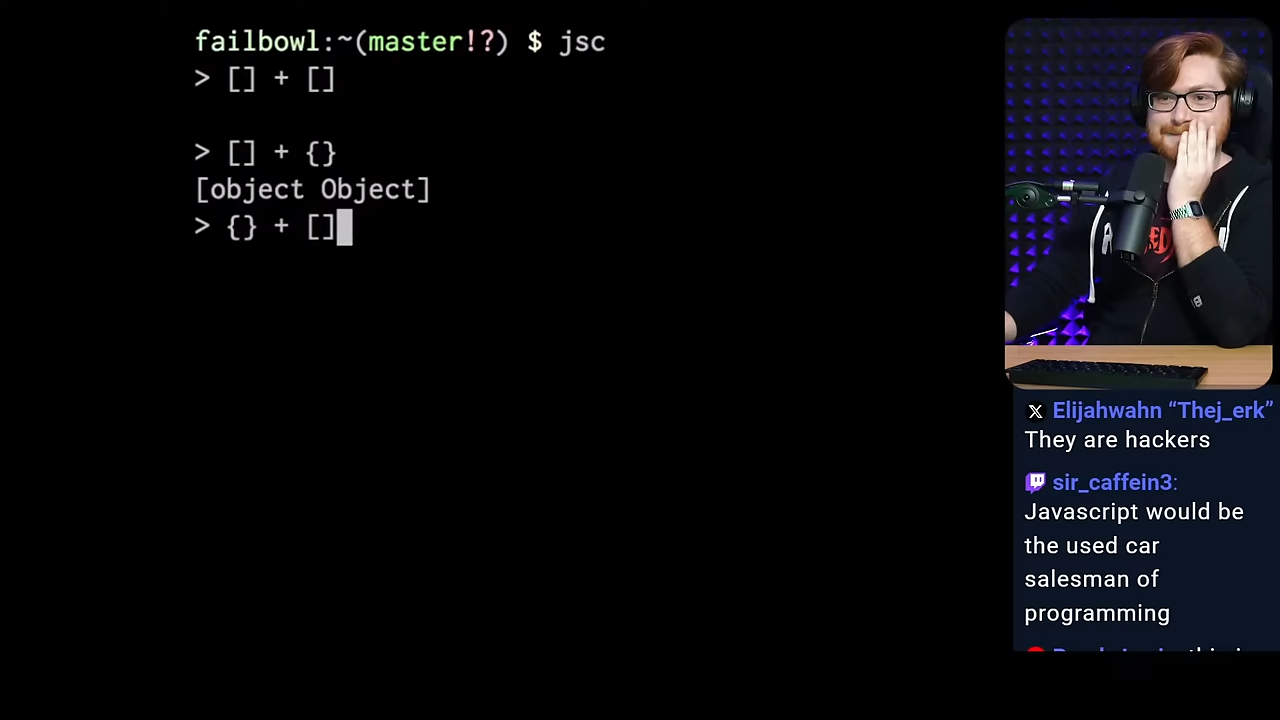 failbowl:~(master!?) $ jsc
> [] + []
> [] + {}
[object Object]
> {} + []
Elijahwahn “Thej_erk”
They are hackers
sir_caffein3:
Javascript would be
the used car
salesman of
programming